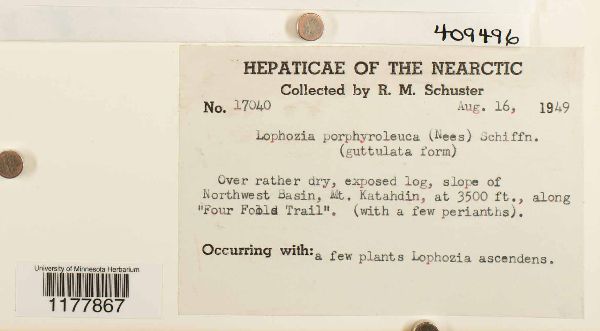 409496
HEPATICAE OF THE NEARCTIC
Collected by R. M. Schuster
No. 17040 Aug. 16, 1949
Lophozia porphyroleuca (Nees) Schiffn.
(guttulata form)
Over rather dry, exposed log, slope of
Northwest Basin, Mt. Katahdin, at 3500 ft., along
"Four Foold Trail". (with a few perianths).
Occurring with: a few plants Lophozia ascendens.
University of Minnesota Herbarium
1177867